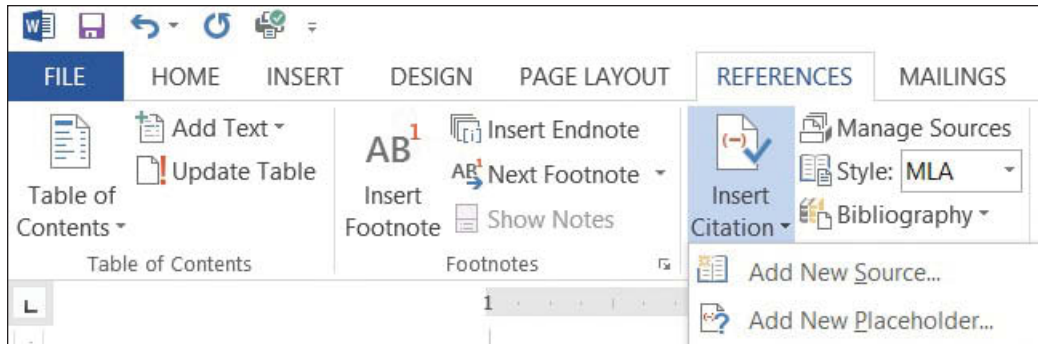 FILE HOME INSERT DESIGN PAGE LAYOUT REFERENCES MAILINGS
Add Text
Update Table
Table of
Contents
Table of Contents
AB1
Insert
Footnote
Insert Endnote
AB1 Next Footnote
Show Notes
Footnotes
Insert
Citation
Manage Sources
Style: MLA
Bibliography
Add New Source...
Add New Placeholder...
L
1